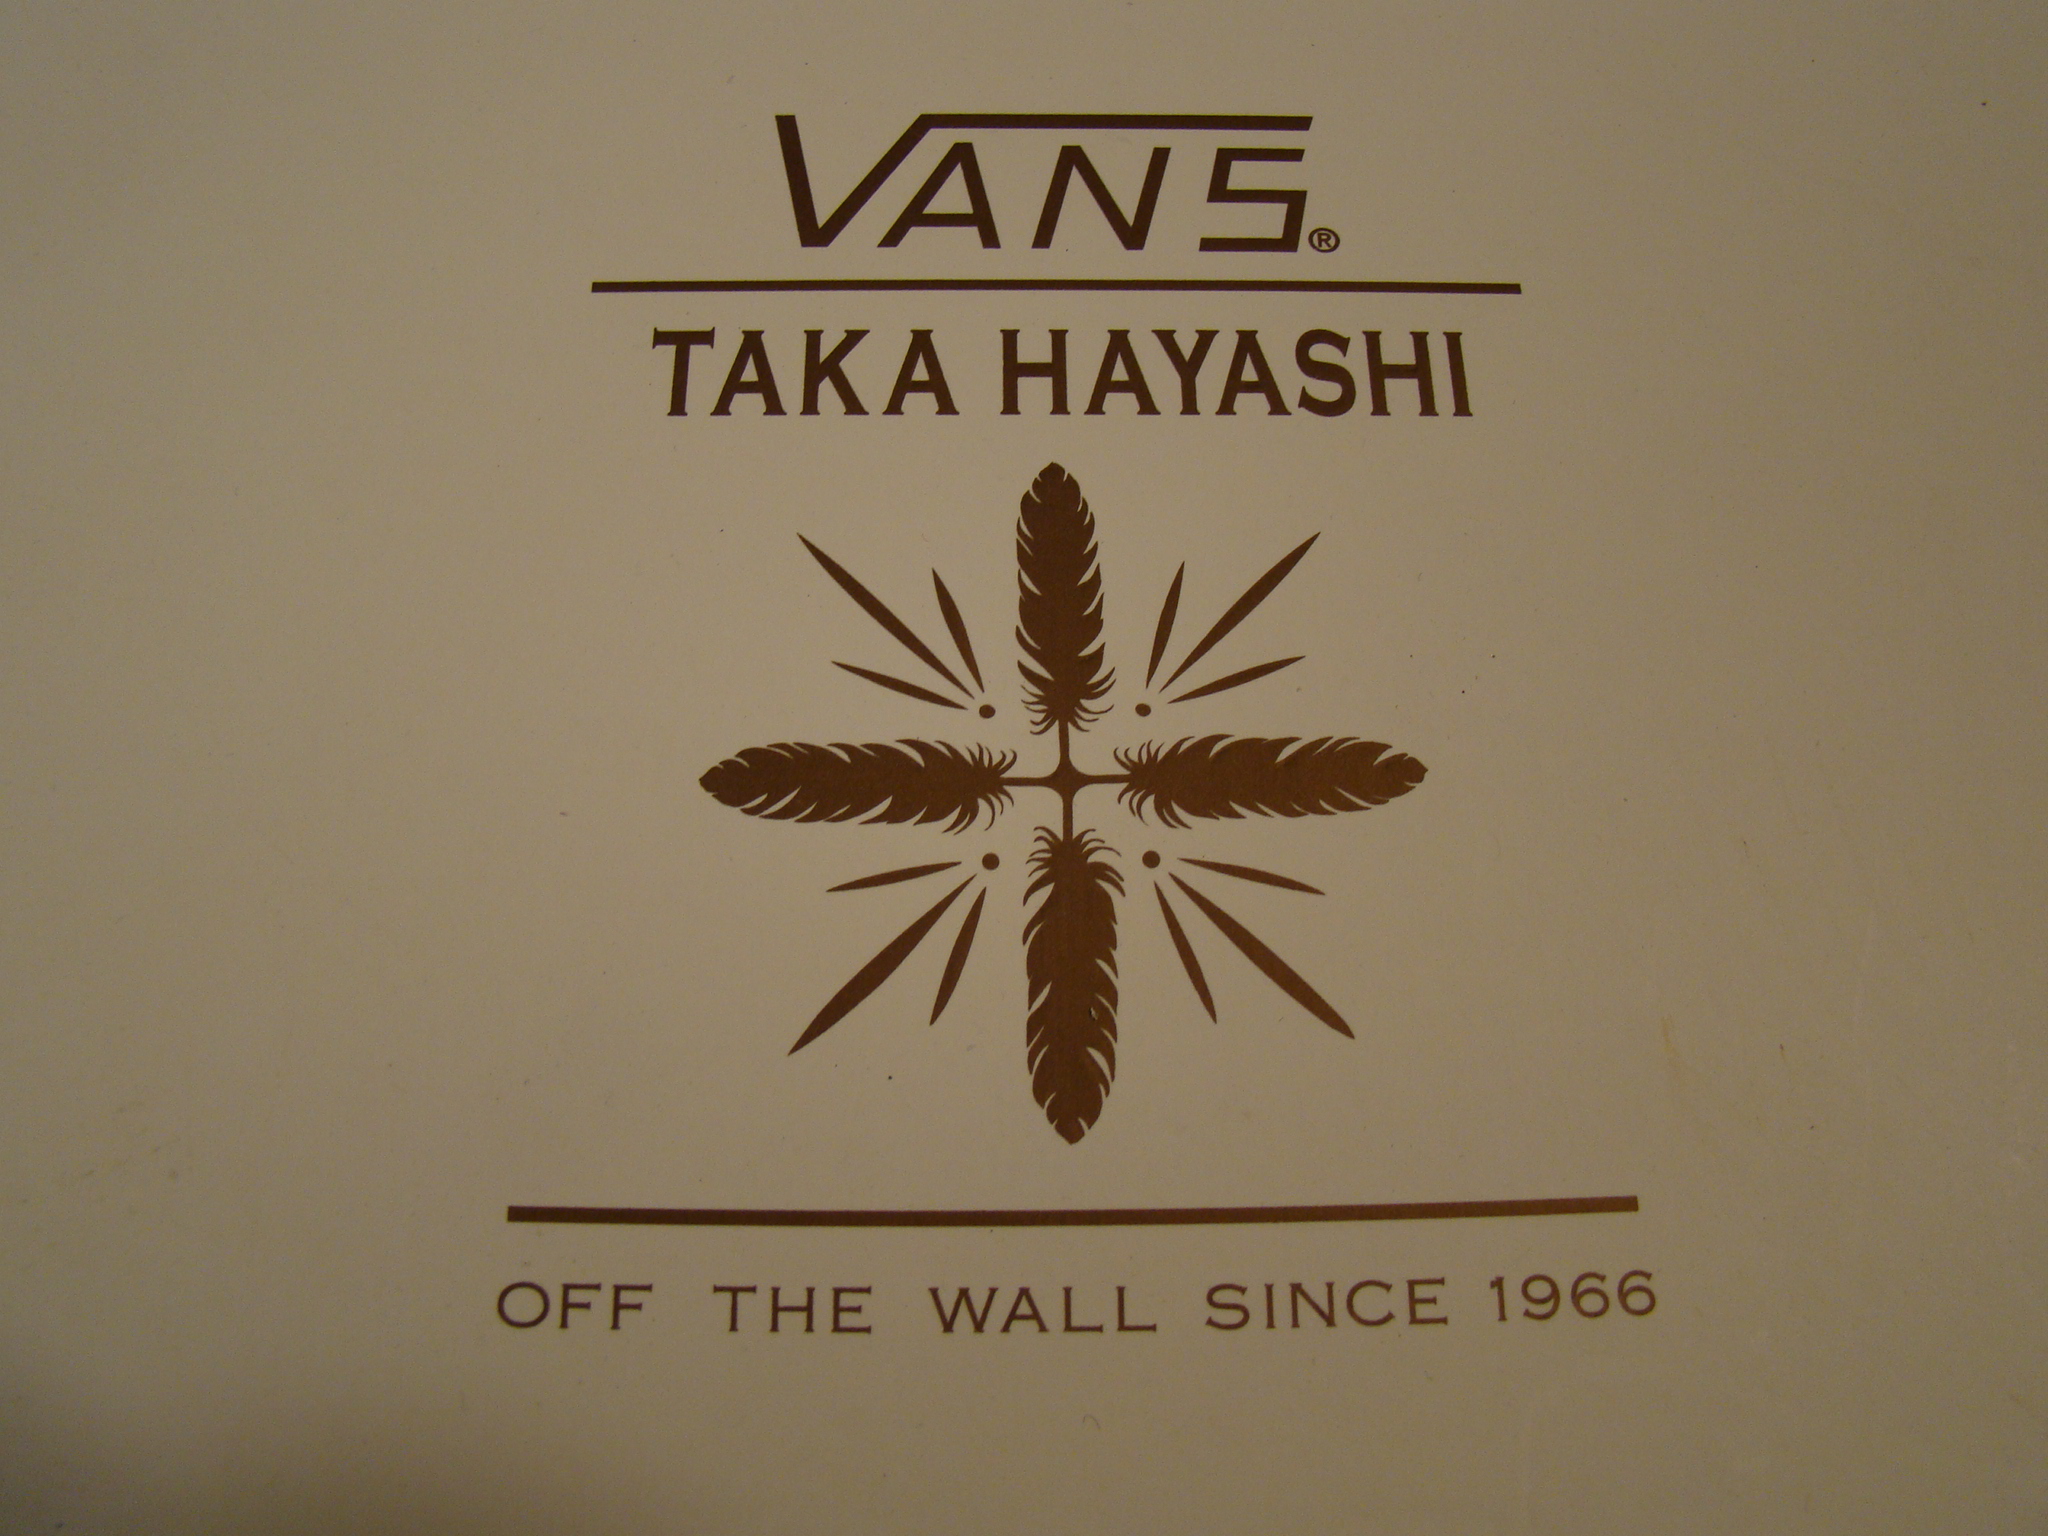 VANS®
TAKA HAYASHI
OFF THE WALL SINCE 1966